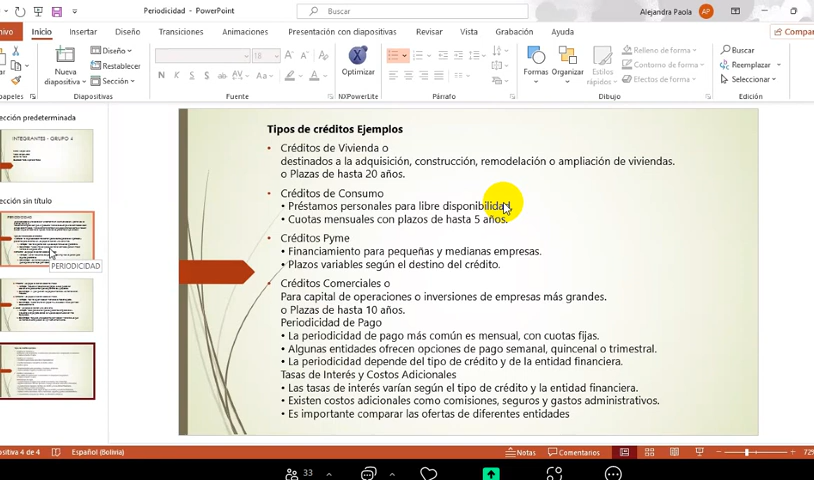 Periodicidad - PowerPoint
Buscar
Alejandra Paola
AP
Inicio
Insertar
Diseño
Transiciones
Animaciones
Presentación con diapositivas
Revisar
Vista
Grabación
Ayuda
Nueva diapositiva
Diseño
Restablecer
Sección
18
N
K
S
Aa
Optimizar
Formas
Organizar
Estilos rápidos
Relleno de forma
Contorno de forma
Efectos de forma
Buscar
Reemplazar
Seleccionar
Diapositivas
Fuente
NXPowerLite
Párrafo
Dibujo
Edición
INTEGRANTES - GRUPO 4
PERIODICIDAD
Tipos de créditos Ejemplos
• Créditos de Vivienda o
destinados a la adquisición, construcción, remodelación o ampliación de viviendas.
o Plazas de hasta 20 años.
• Créditos de Consumo
• Préstamos personales para libre disponibilidad.
• Cuotas mensuales con plazos de hasta 5 años.
• Créditos Pyme
• Financiamiento para pequeñas y medianas empresas.
• Plazos variables según el destino del crédito.
• Créditos Comerciales o
Para capital de operaciones o inversiones de empresas más grandes.
o Plazas de hasta 10 años.
Periodicidad de Pago
• La periodicidad de pago más común es mensual, con cuotas fijas.
• Algunas entidades ofrecen opciones de pago semanal, quincenal o trimestral.
• La periodicidad depende del tipo de crédito y de la entidad financiera.
Tasas de Interés y Costos Adicionales
• Las tasas de interés varían según el tipo de crédito y la entidad financiera.
• Existen costos adicionales como comisiones, seguros y gastos administrativos.
• Es importante comparar las ofertas de diferentes entidades
4 de 4
Español (Bolivia)
Notas
Comentarios
33